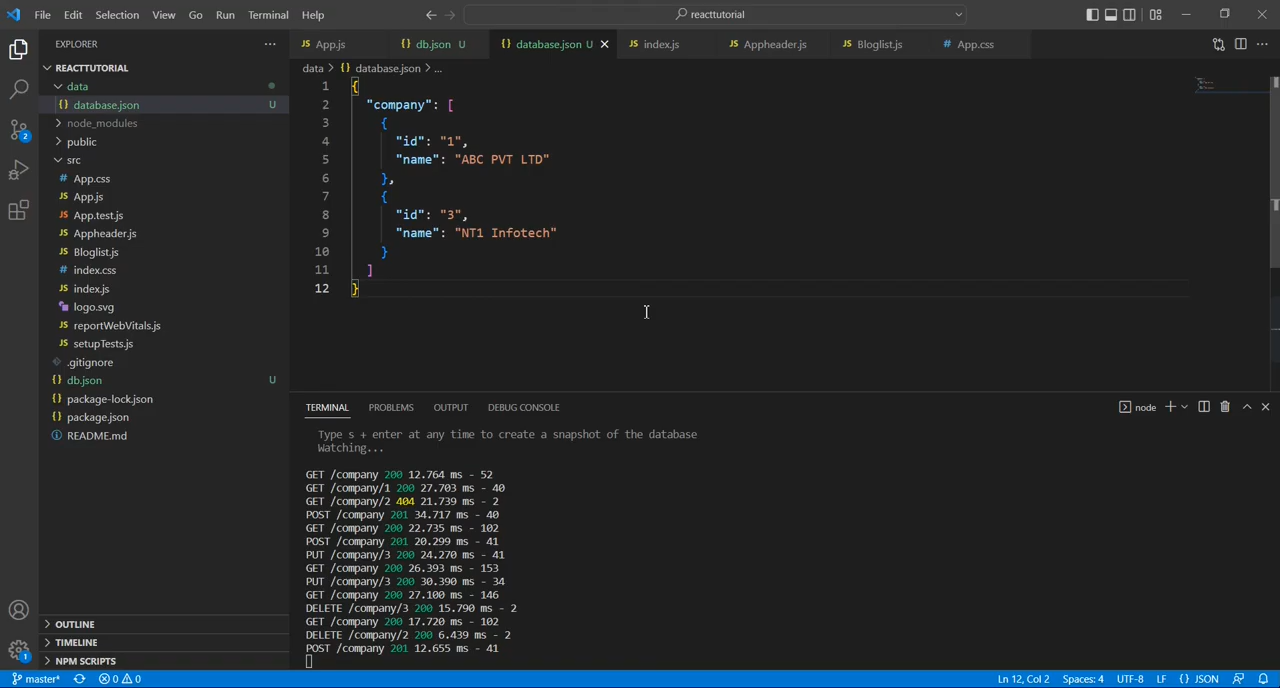 File Edit Selection View Go Run Terminal Help
reacttutorial
EXPLORER
REACTTUTORIAL
data
database.json U
node_modules
public
src
App.css
App.js
App.test.js
Appheader.js
Bloglist.js
index.css
index.js
logo.svg
reportWebVitals.js
setupTests.js
.gitignore
db.json U
package-lock.json
package.json
README.md
OUTLINE
TIMELINE
NPM SCRIPTS
App.js db.json U database.json U index.js Appheader.js Bloglist.js App.css
data > {} database.json > ...
1 {
2 "company": [
3 {
4 "id": "1",
5 "name": "ABC PVT LTD"
6 },
7 {
8 "id": "3",
9 "name": "NT1 Infotech"
10 }
11 ]
12 }
TERMINAL PROBLEMS OUTPUT DEBUG CONSOLE
node
Type s + enter at any time to create a snapshot of the database
Watching...
GET /company 200 12.764 ms - 52
GET /company/1 200 27.703 ms - 40
GET /company/2 404 21.739 ms - 2
POST /company 201 34.717 ms - 40
GET /company 200 22.735 ms - 102
POST /company 201 20.299 ms - 41
PUT /company/3 200 24.270 ms - 41
GET /company 200 26.393 ms - 153
PUT /company/3 200 30.390 ms - 34
GET /company 200 27.100 ms - 146
DELETE /company/3 200 15.790 ms - 2
GET /company 200 17.720 ms - 102
DELETE /company/2 200 6.439 ms - 2
POST /company 201 12.655 ms - 41
master* 0 0 Ln 12, Col 2 Spaces: 4 UTF-8 LF {} JSON